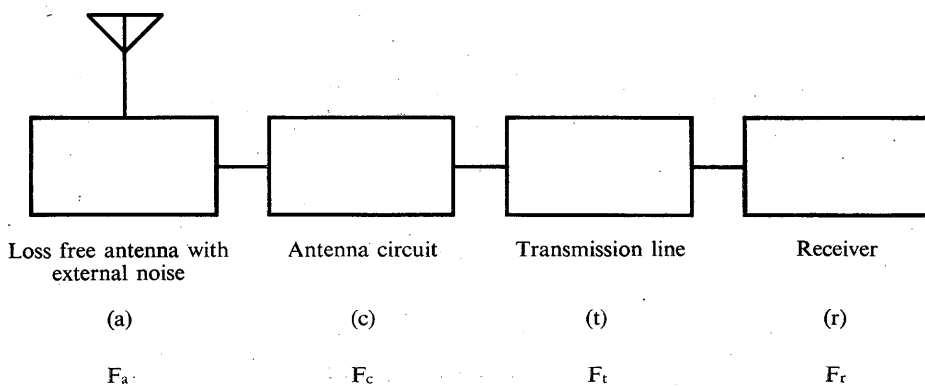 Loss free antenna with
external noise
Antenna circuit
Transmission line
Receiver
(a)
(c)
(t)
(r)
Fa
Fc
Ft
Fr